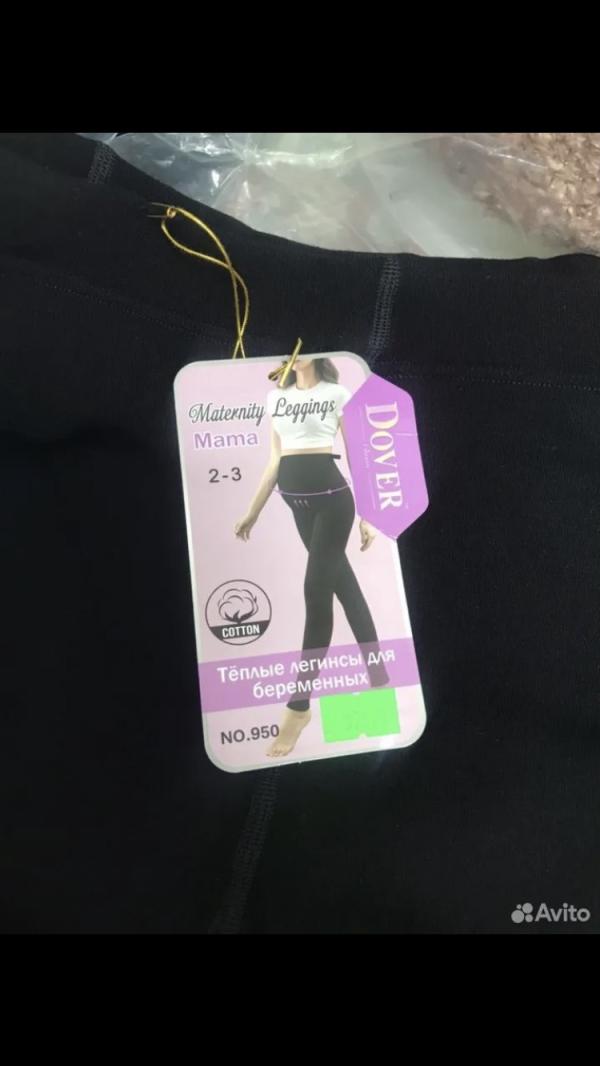 Maternity Leggings
Mama
2-3
DOVER
COTTON
Тёплые легинсы для
беременных
NO.950
Avito